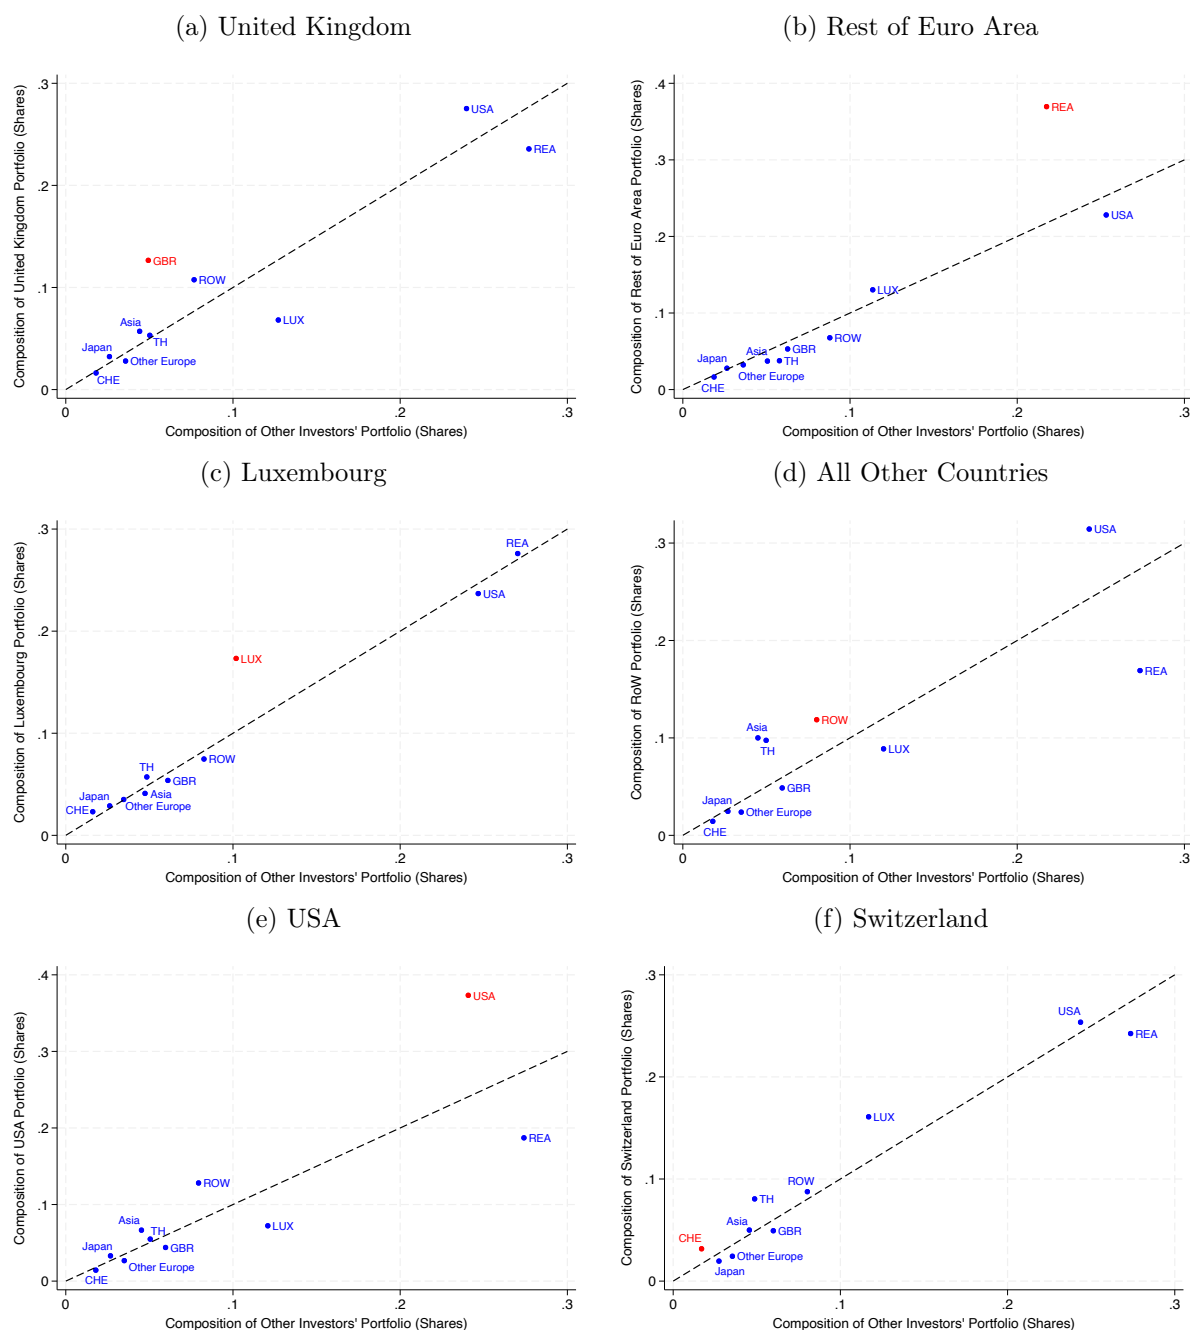 (a) United Kingdom
Composition of United Kingdom Portfolio (Shares)
.3
.2
.1
0
USA
REA
GBR
ROW
LUX
Asia
TH
Japan
Other Europe
CHE
0 .1 .2 .3
Composition of Other Investors' Portfolio (Shares)
(b) Rest of Euro Area
Composition of Rest of Euro Area Portfolio (Shares)
.4
.3
.2
.1
0
REA
USA
LUX
ROW
GBR
Asia
TH
Japan
Other Europe
CHE
0 .1 .2 .3
Composition of Other Investors' Portfolio (Shares)
(c) Luxembourg
Composition of Luxembourg Portfolio (Shares)
.3
.2
.1
0
REA
USA
LUX
ROW
TH
GBR
Asia
Japan
Other Europe
CHE
0 .1 .2 .3
Composition of Other Investors' Portfolio (Shares)
(d) All Other Countries
Composition of RoW Portfolio (Shares)
.3
.2
.1
0
USA
REA
ROW
Asia
TH
LUX
GBR
Japan
Other Europe
CHE
0 .1 .2 .3
Composition of Other Investors' Portfolio (Shares)
(e) USA
Composition of USA Portfolio (Shares)
.4
.3
.2
.1
0
USA
REA
ROW
LUX
Asia
TH
GBR
Japan
Other Europe
CHE
0 .1 .2 .3
Composition of Other Investors' Portfolio (Shares)
(f) Switzerland
Composition of Switzerland Portfolio (Shares)
.3
.2
.1
0
USA
REA
LUX
ROW
TH
Asia
GBR
CHE
Other Europe
Japan
0 .1 .2 .3
Composition of Other Investors' Portfolio (Shares)